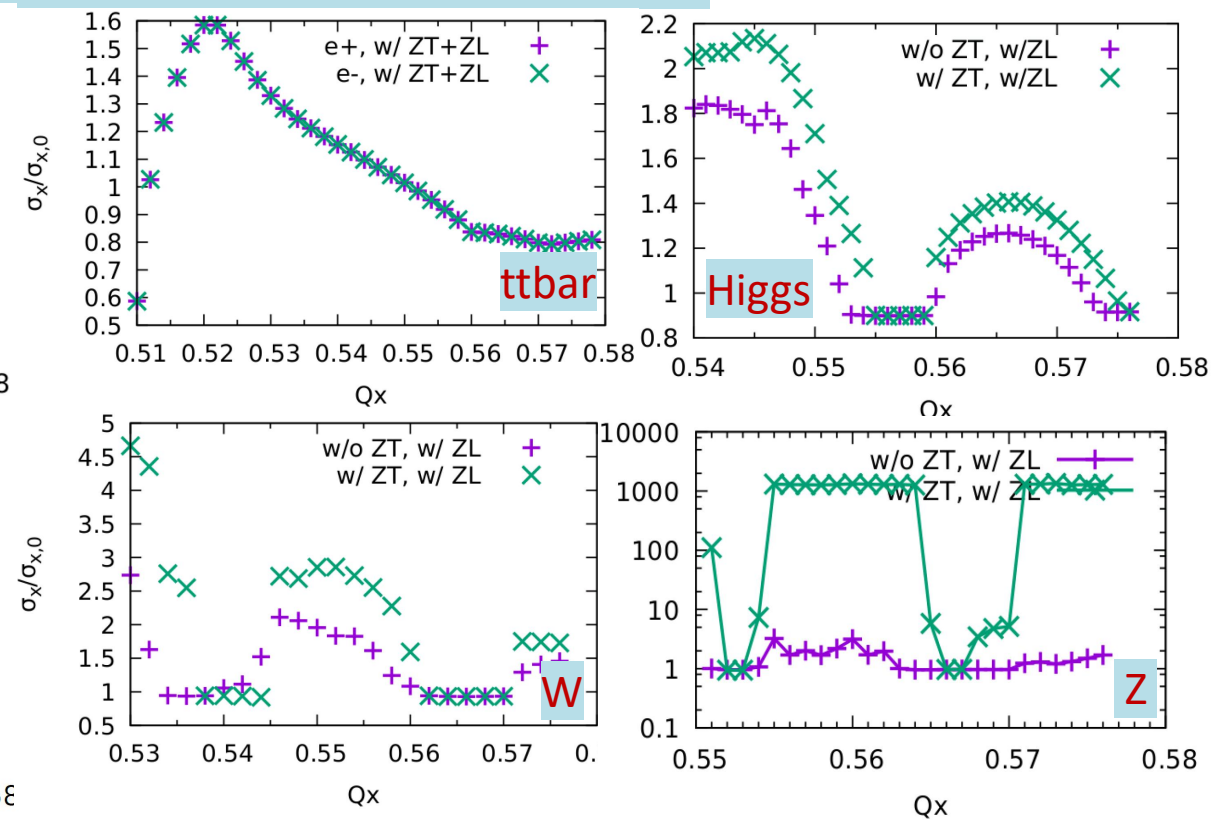 1.6
1.5
1.4
1.3
1.2
1.1
1
0.9
0.8
0.7
0.6
0.5
σx/σx,0
e+, w/ ZT+ZL
e-, w/ ZT+ZL
ttbar
0.51 0.52 0.53 0.54 0.55 0.56 0.57 0.58
Qx
2.2
2
1.8
1.6
1.4
1.2
1
0.8
w/o ZT, w/ZL
w/ ZT, w/ZL
Higgs
0.54 0.55 0.56 0.57 0.58
Qx
5
4.5
4
3.5
3
2.5
2
1.5
1
0.5
σx/σx,0
w/o ZT, w/ ZL
w/ ZT, w/ ZL
W
0.53 0.54 0.55 0.56 0.57 0.
Qx
10000
1000
100
10
1
0.1
w/o ZT, w/ ZL
w/ ZT, w/ ZL
Z
0.55 0.56 0.57 0.58
Qx